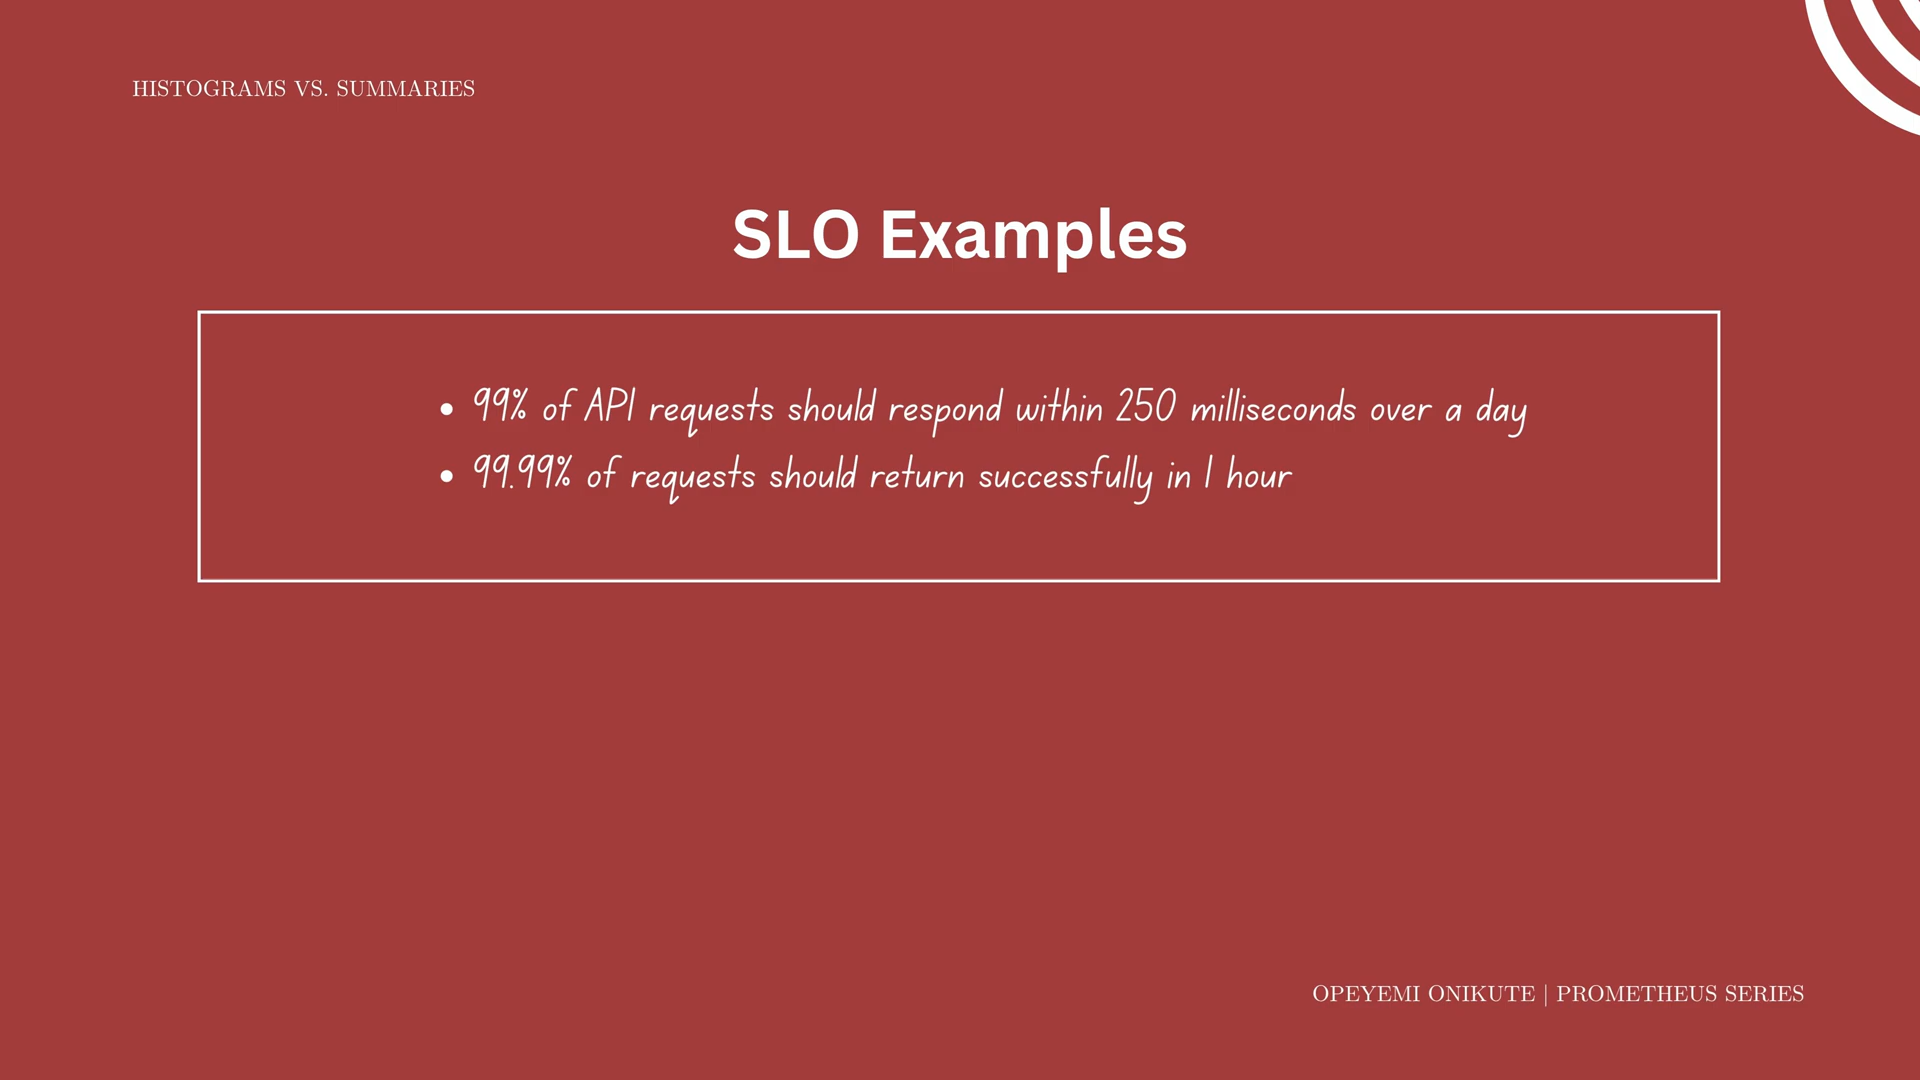 HISTOGRAMS VS. SUMMARIES
SLO Examples
• 99% of API requests should respond within 250 milliseconds over a day
• 99.99% of requests should return successfully in 1 hour
OPEYEMI ONIKUTE | PROMETHEUS SERIES